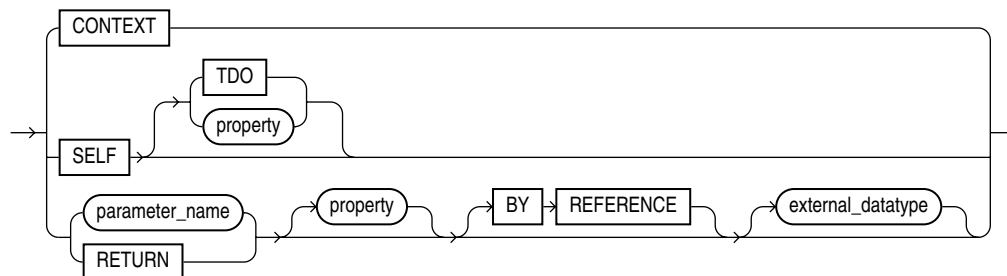 CONTEXT
TDO
property
SELF
parameter_name property BY REFERENCE external_datatype
RETURN